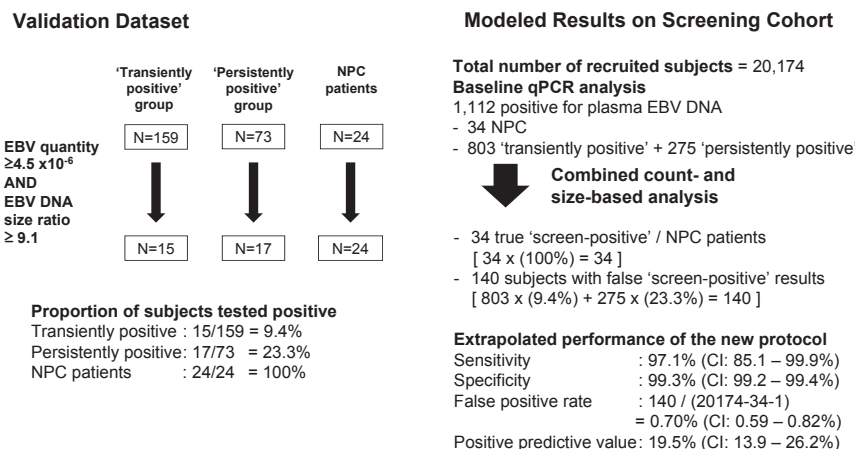 Validation Dataset
'Transiently positive' group
'Persistently positive' group
NPC patients
N=159
N=73
N=24
EBV quantity
≥4.5 x10-6
AND
EBV DNA
size ratio
≥ 9.1
N=15
N=17
N=24
Proportion of subjects tested positive
Transiently positive : 15/159 = 9.4%
Persistently positive: 17/73 = 23.3%
NPC patients : 24/24 = 100%
Modeled Results on Screening Cohort
Total number of recruited subjects = 20,174
Baseline qPCR analysis
1,112 positive for plasma EBV DNA
- 34 NPC
- 803 'transiently positive' + 275 'persistently positive'
Combined count- and
size-based analysis
- 34 true 'screen-positive' / NPC patients
[ 34 x (100%) = 34 ]
- 140 subjects with false 'screen-positive' results
[ 803 x (9.4%) + 275 x (23.3%) = 140 ]
Extrapolated performance of the new protocol
Sensitivity : 97.1% (CI: 85.1 – 99.9%)
Specificity : 99.3% (CI: 99.2 – 99.4%)
False positive rate : 140 / (20174-34-1)
= 0.70% (CI: 0.59 – 0.82%)
Positive predictive value: 19.5% (CI: 13.9 – 26.2%)